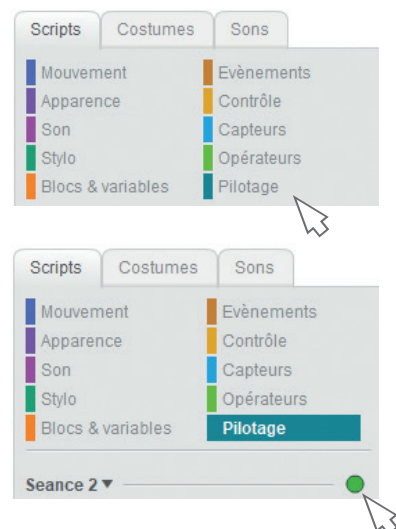 Scripts Costumes Sons
Mouvement Evènements
Apparence Contrôle
Son Capteurs
Stylo Opérateurs
Blocs & variables Pilotage
Scripts Costumes Sons
Mouvement Evènements
Apparence Contrôle
Son Capteurs
Stylo Opérateurs
Blocs & variables Pilotage
Seance 2